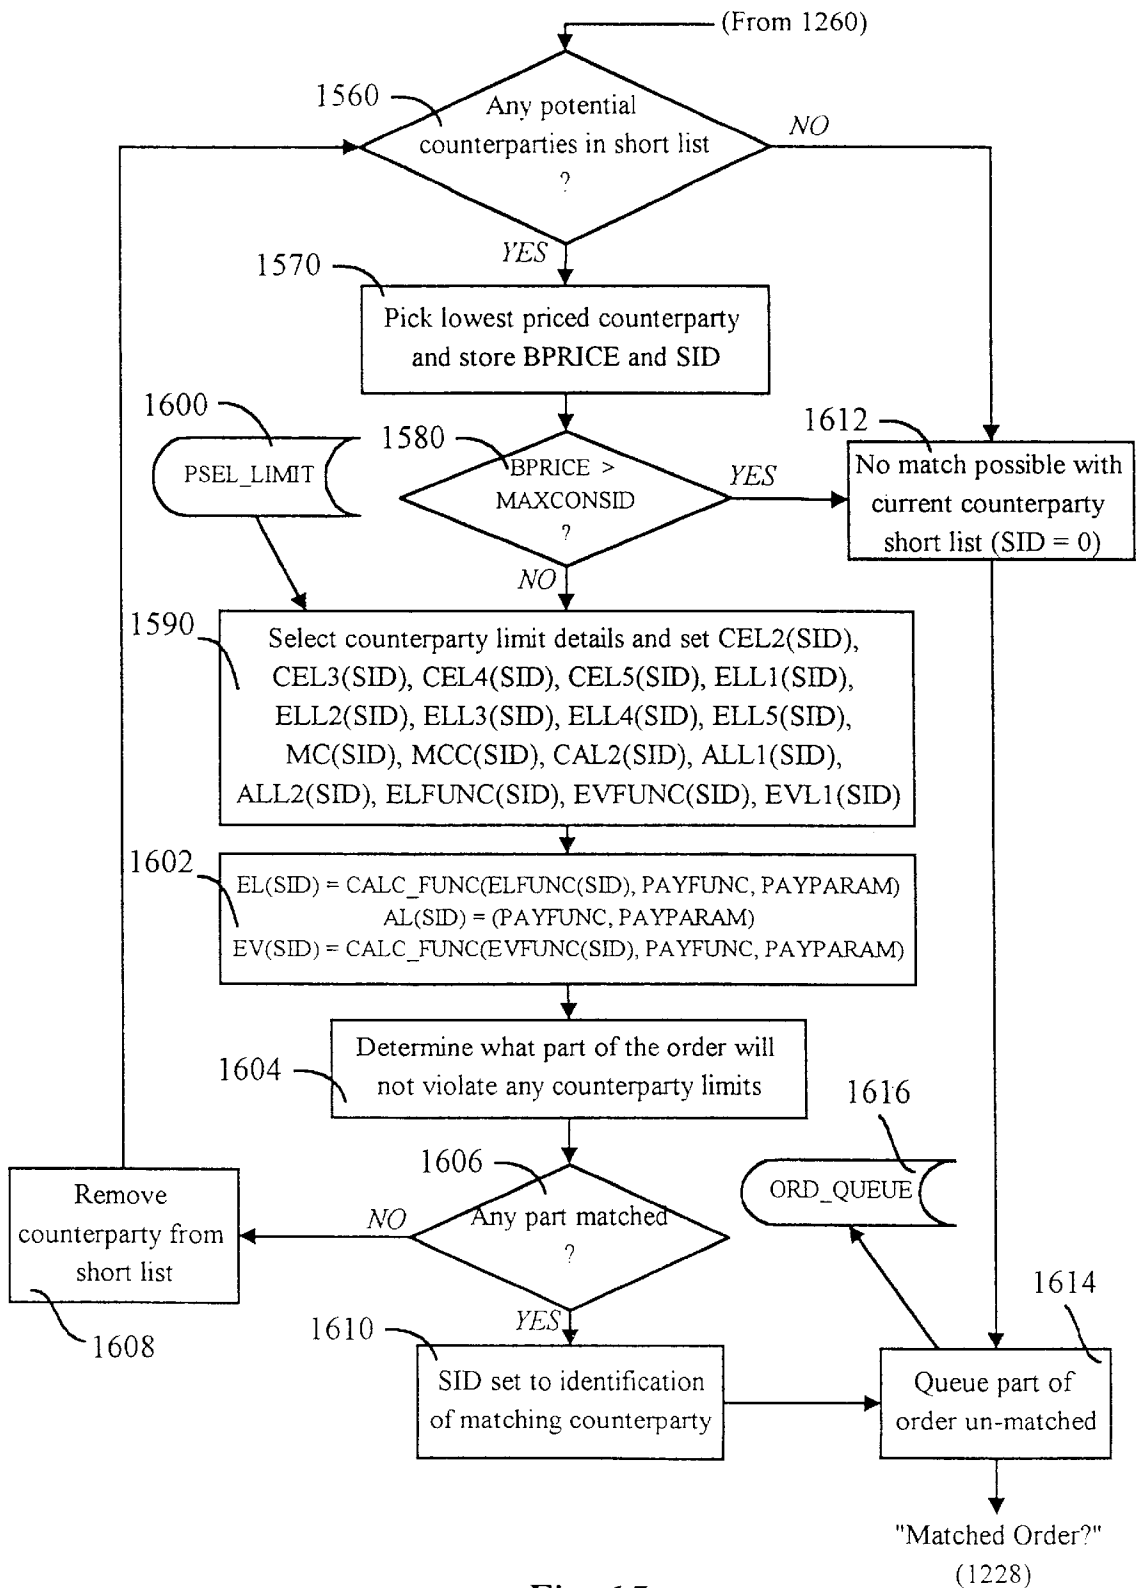 (From 1260)
1560
Any potential
counterparties in short list
?
NO
YES
1570
Pick lowest priced counterparty
and store BPRICE and SID
1600
PSEL_LIMIT
1580
BPRICE >
MAXCONSID
?
YES
NO
1612
No match possible with
current counterparty
short list (SID = 0)
1590
Select counterparty limit details and set CEL2(SID),
CEL3(SID), CEL4(SID), CEL5(SID), ELL1(SID),
ELL2(SID), ELL3(SID), ELL4(SID), ELL5(SID),
MC(SID), MCC(SID), CAL2(SID), ALL1(SID),
ALL2(SID), ELFUNC(SID), EVFUNC(SID), EVL1(SID)
1602
EL(SID) = CALC_FUNC(ELFUNC(SID), PAYFUNC, PAYPARAM)
AL(SID) = (PAYFUNC, PAYPARAM)
EV(SID) = CALC_FUNC(EVFUNC(SID), PAYFUNC, PAYPARAM)
1604
Determine what part of the order will
not violate any counterparty limits
1616
ORD_QUEUE
1606
Any part matched
?
NO
YES
Remove
counterparty from
short list
1608
1610
SID set to identification
of matching counterparty
1614
Queue part of
order un-matched
"Matched Order?"
(1228)